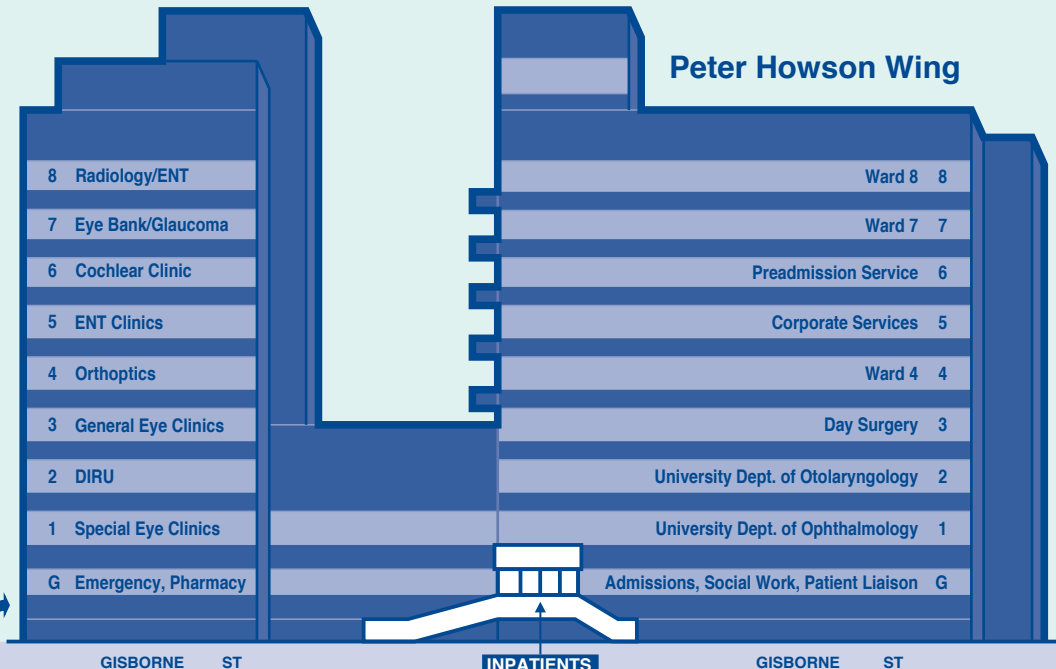 Peter Howson Wing
8 Radiology/ENT
7 Eye Bank/Glaucoma
6 Cochlear Clinic
5 ENT Clinics
4 Orthoptics
3 General Eye Clinics
2 DIRU
1 Special Eye Clinics
G Emergency, Pharmacy
Ward 8 8
Ward 7 7
Preadmission Service 6
Corporate Services 5
Ward 4 4
Day Surgery 3
University Dept. of Otolaryngology 2
University Dept. of Ophthalmology 1
Admissions, Social Work, Patient Liaison G
GISBORNE ST
INPATIENTS
GISBORNE ST